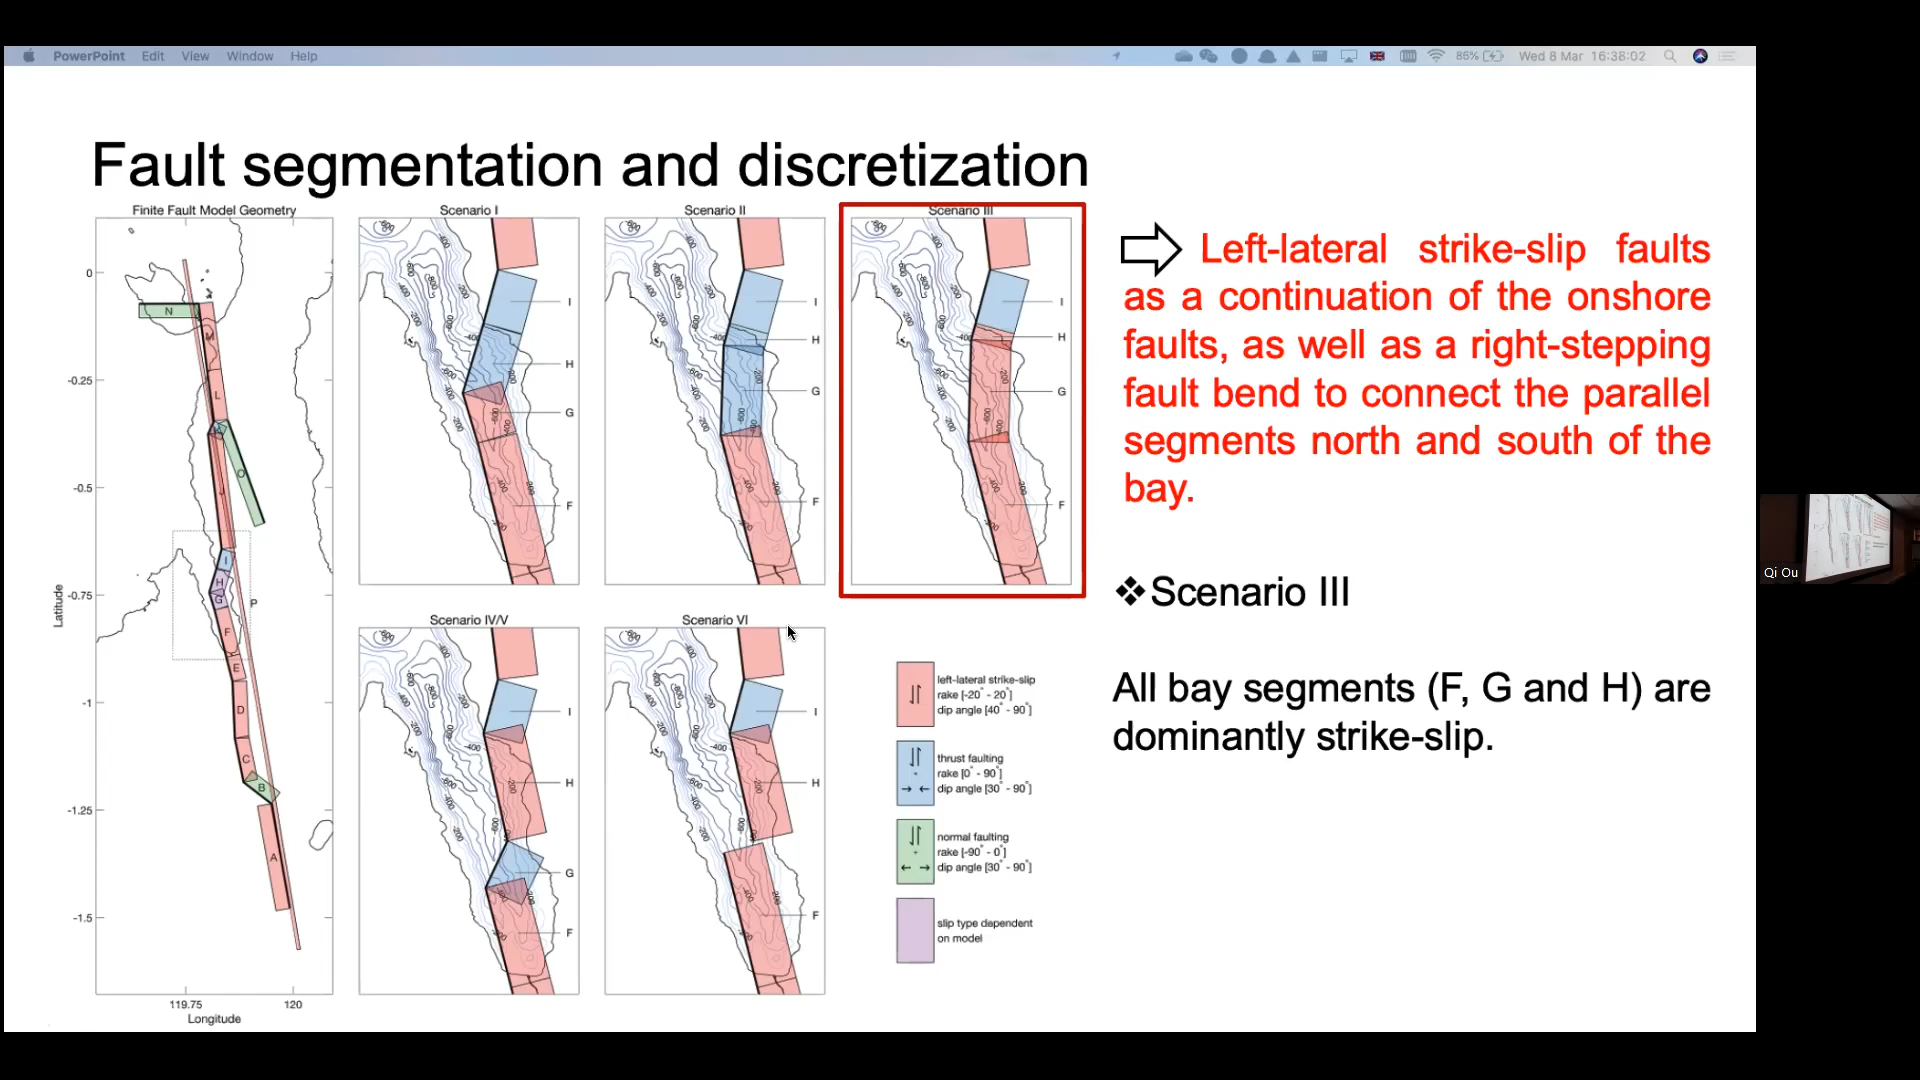 PowerPoint Edit View Window Help
85% Wed 8 Mar 16:38:02
Fault segmentation and discretization
Finite Fault Model Geometry
Scenario I
Scenario II
Scenario III
0
-0.25
-0.5
-0.75
-1
-1.25
-1.5
Latitude
119.75
120
Longitude
N
M
L
O
J
I
H
G
P
F
E
D
C
B
A
I
H
G
F
I
H
G
F
I
H
G
F
Scenario IV/V
Scenario VI
I
H
G
F
I
H
F
left-lateral strike-slip
rake [-20° - 20°]
dip angle [40° - 90°]
thrust faulting
rake [0° - 90°]
dip angle [30° - 90°]
normal faulting
rake [-90° - 0°]
dip angle [30° - 90°]
slip type dependent
on model
Left-lateral strike-slip faults
as a continuation of the onshore
faults, as well as a right-stepping
fault bend to connect the parallel
segments north and south of the
bay.
❖Scenario III
All bay segments (F, G and H) are
dominantly strike-slip.
Qi Ou